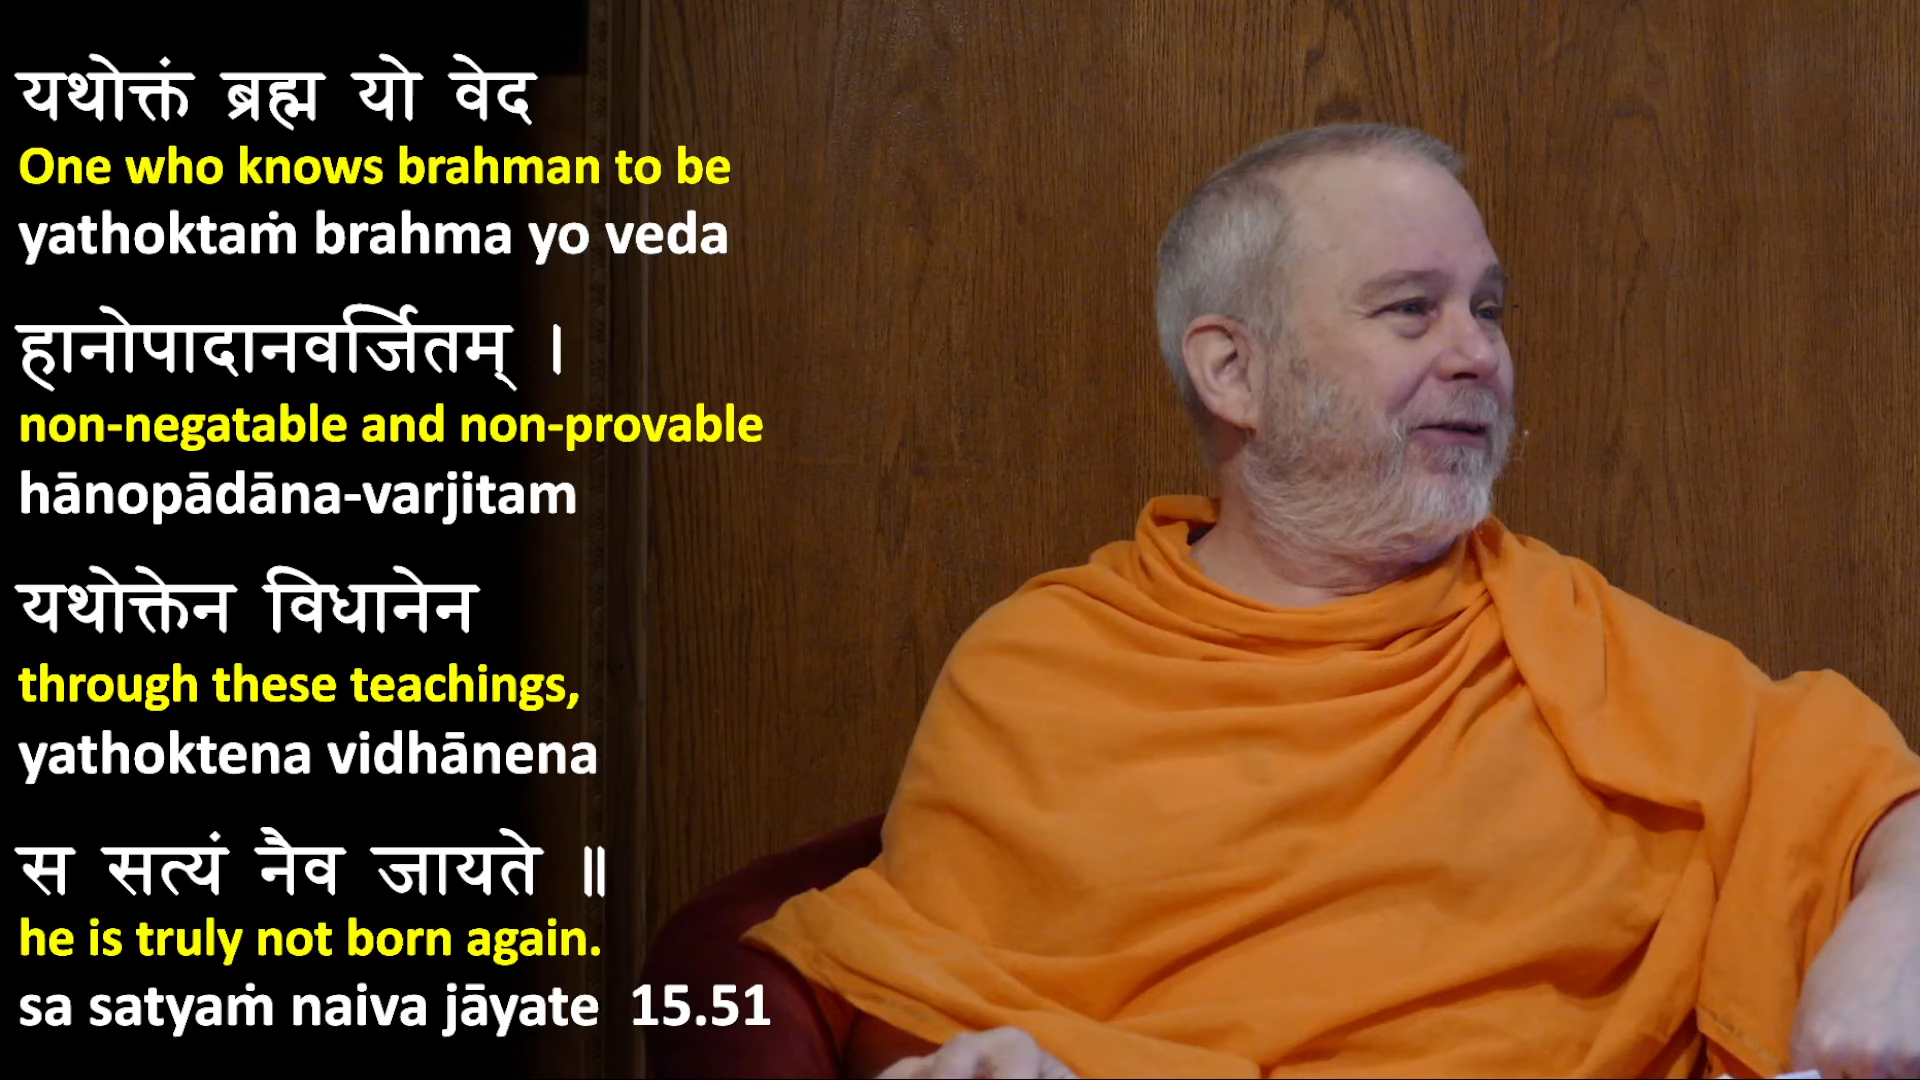 यथोक्तं ब्रह्म यो वेद
One who knows brahman to be
yathoktaṁ brahma yo veda
हानोपादानवर्जितम् ।
non-negatable and non-provable
hānopādāna-varjitam
यथोक्तेन विधानेन
through these teachings,
yathoktena vidhānena
स सत्यं नैव जायते ॥
he is truly not born again.
sa satyaṁ naiva jāyate 15.51